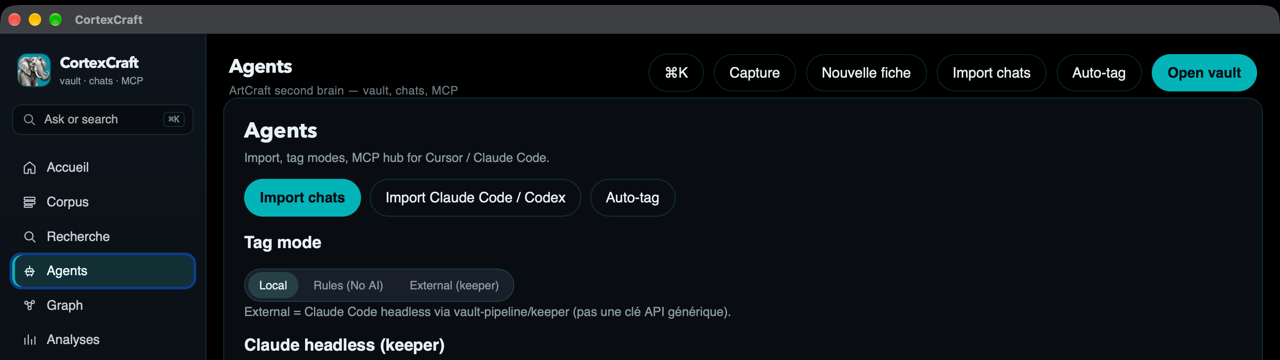 CortexCraft
CortexCraft
vault · chats · MCP
Ask or search ⌘K
Accueil
Corpus
Recherche
Agents
Graph
Analyses
Agents
ArtCraft second brain — vault, chats, MCP
⌘K Capture Nouvelle fiche Import chats Auto-tag Open vault
Agents
Import, tag modes, MCP hub for Cursor / Claude Code.
Import chats Import Claude Code / Codex Auto-tag
Tag mode
Local Rules (No AI) External (keeper)
External = Claude Code headless via vault-pipeline/keeper (pas une clé API générique).
Claude headless (keeper)